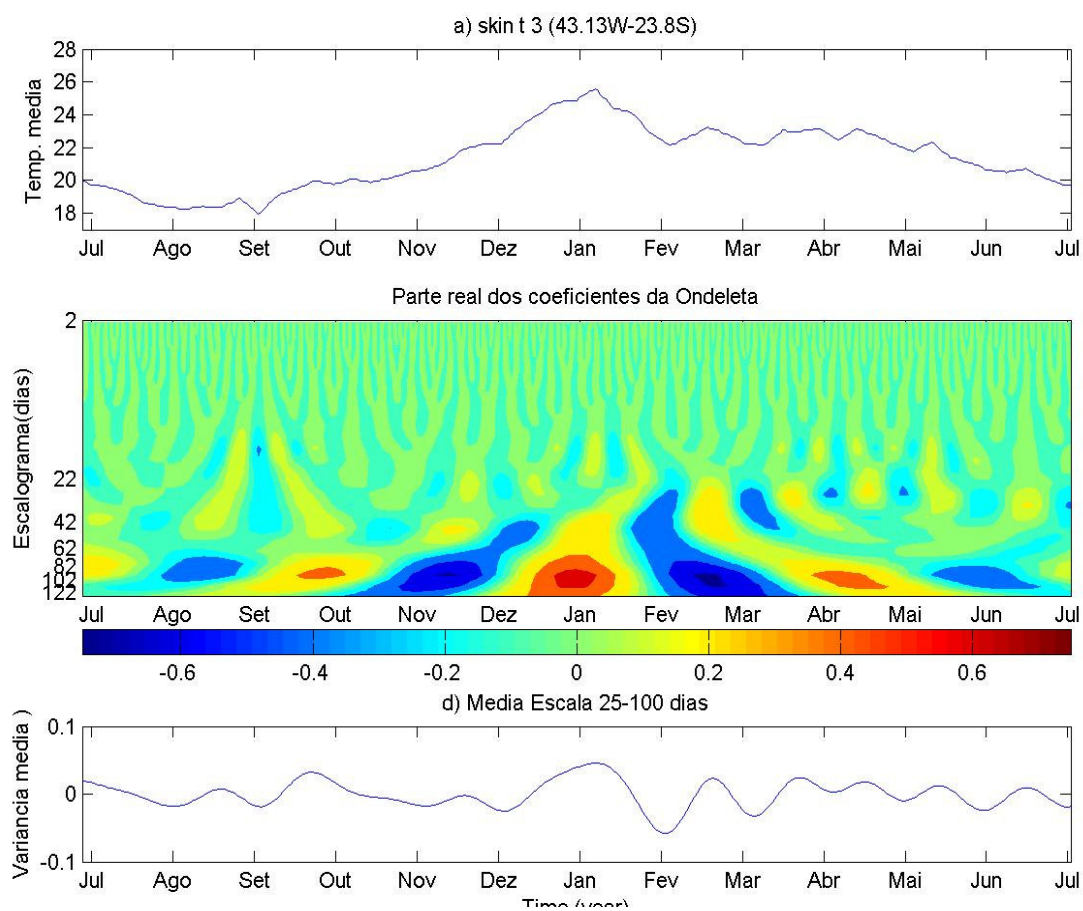 a) skin t 3 (43.13W-23.8S)
Temp. media
28
26
24
22
20
18
Jul Ago Set Out Nov Dez Jan Fev Mar Abr Mai Jun Jul
Parte real dos coeficientes da Ondeleta
Escalograma(dias)
2
22
42
62
82
102
122
Jul Ago Set Out Nov Dez Jan Fev Mar Abr Mai Jun Jul
-0.6 -0.4 -0.2 0 0.2 0.4 0.6
d) Media Escala 25-100 dias
Variancia media )
0.1
0
-0.1
Jul Ago Set Out Nov Dez Jan Fev Mar Abr Mai Jun Jul
Time (year)